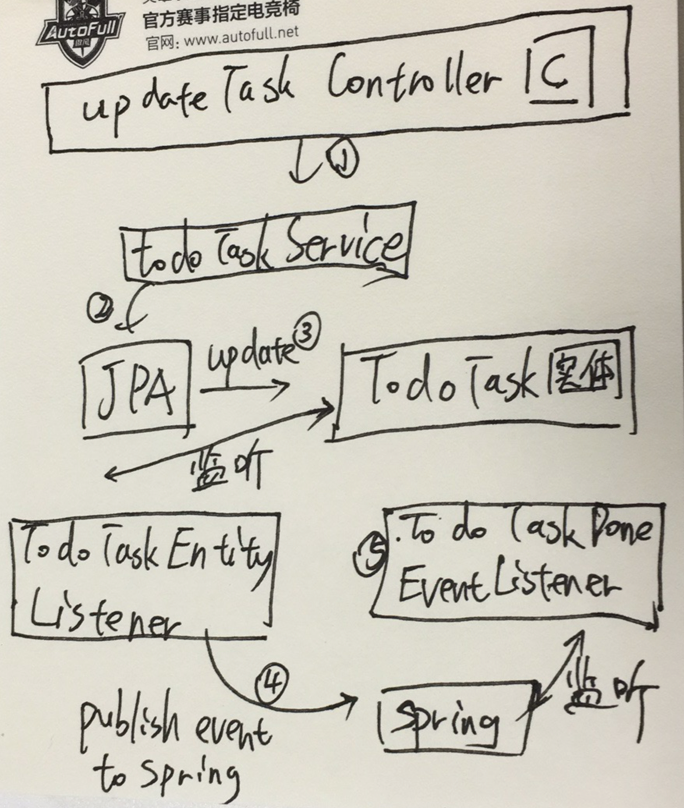 AutoFull
傲风
官方赛事指定电竞椅
官网：www.autofull.net
update Task Controller C
①
todo Task Service
②
JPA
update ③
Todo Task 实体
监听
Todo Task Entity
Listener
⑤
.To do Task Done
Event Listener
④
publish event
to spring
spring
监听